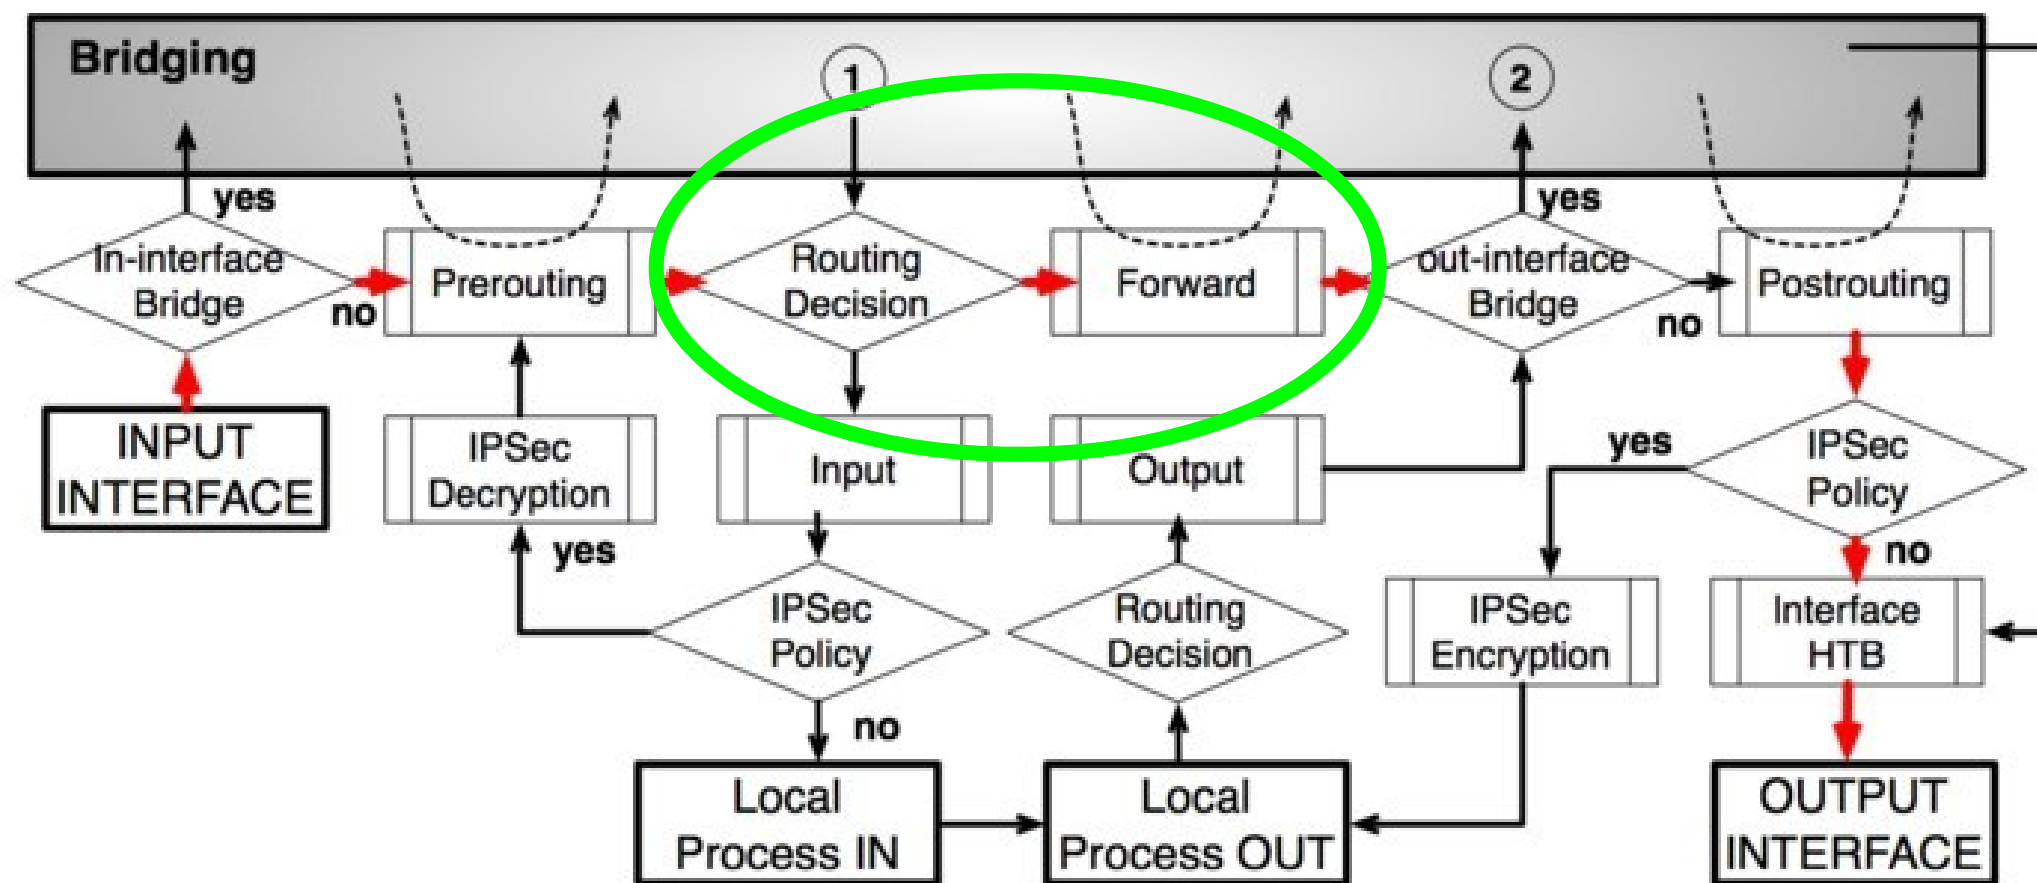 Bridging
1
2
yes
yes
In-interface
Bridge
no
Prerouting
Routing
Decision
Forward
out-interface
Bridge
no
Postrouting
INPUT
INTERFACE
IPSec
Decryption
yes
Input
Output
yes
IPSec
Policy
no
IPSec
Policy
no
Routing
Decision
IPSec
Encryption
Interface
HTB
Local
Process IN
Local
Process OUT
OUTPUT
INTERFACE